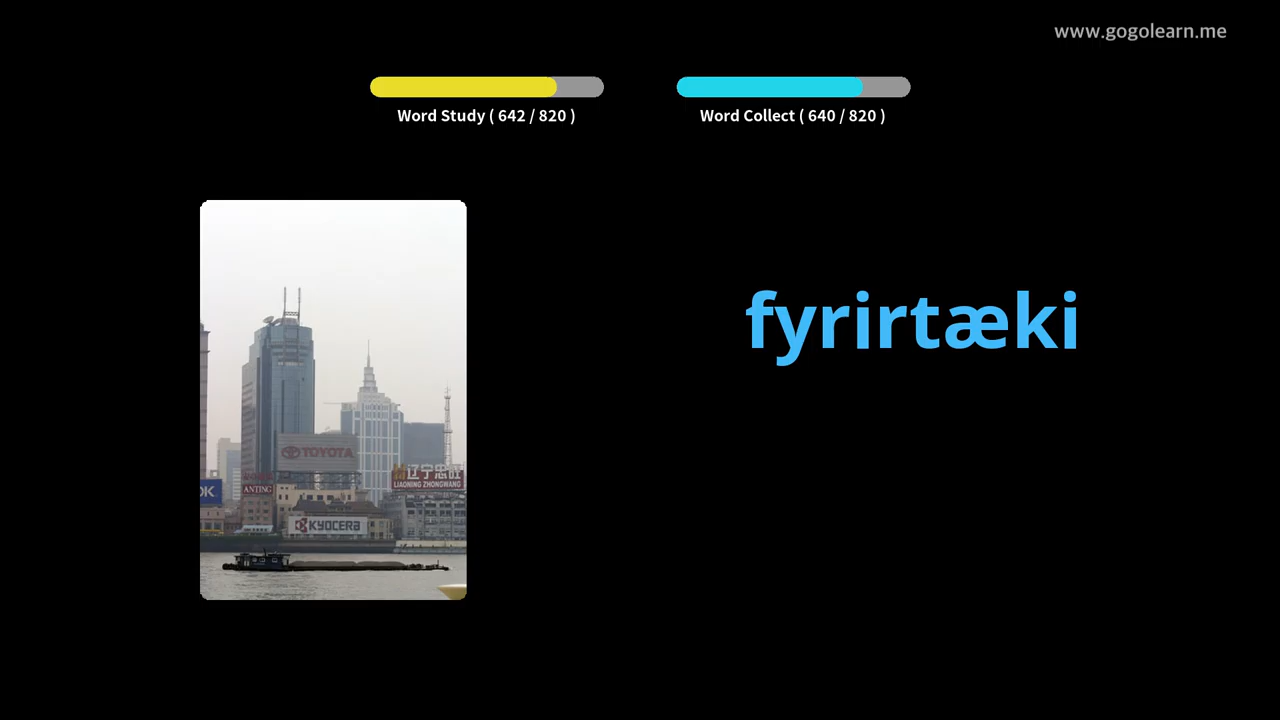 www.gogolearn.me
Word Study ( 642 / 820 )
Word Collect ( 640 / 820 )
fyrirtæki
TOYOTA
辽宁忠旺
LIAONING ZHONGWANG
OK
ANTING
KYOCERA